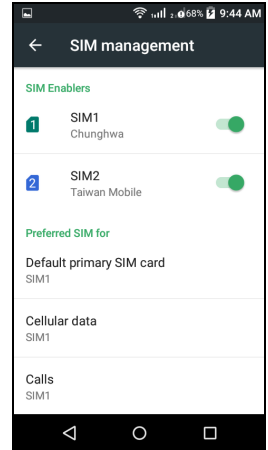 68% 9:44 AM
SIM management
SIM Enablers
1 SIM1
Chunghwa
2 SIM2
Taiwan Mobile
Preferred SIM for
Default primary SIM card
SIM1
Cellular data
SIM1
Calls
SIM1